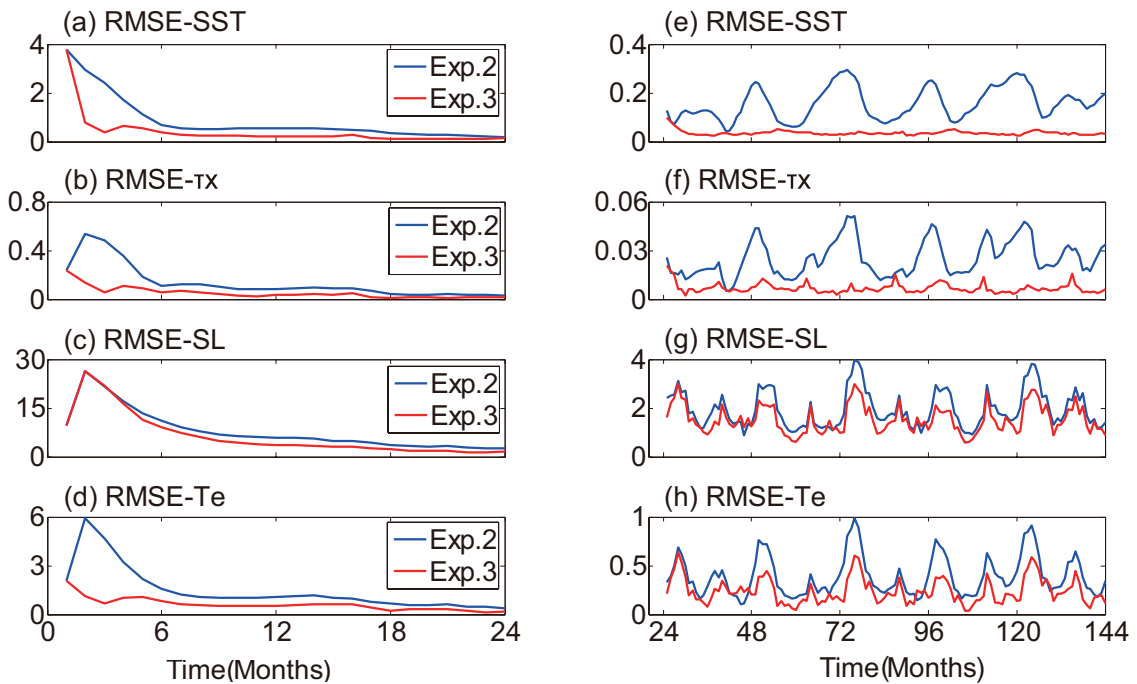 (a) RMSE-SST
4
2
0
Exp.2
Exp.3
(b) RMSE-τx
0.8
0.4
0
Exp.2
Exp.3
(c) RMSE-SL
30
15
0
Exp.2
Exp.3
(d) RMSE-Te
6
3
0
Exp.2
Exp.3
0 6 12 18 24
Time(Months)
(e) RMSE-SST
0.4
0.2
0
(f) RMSE-τx
0.06
0.03
0
(g) RMSE-SL
4
2
0
(h) RMSE-Te
1
0.5
0
24 48 72 96 120 144
Time(Months)